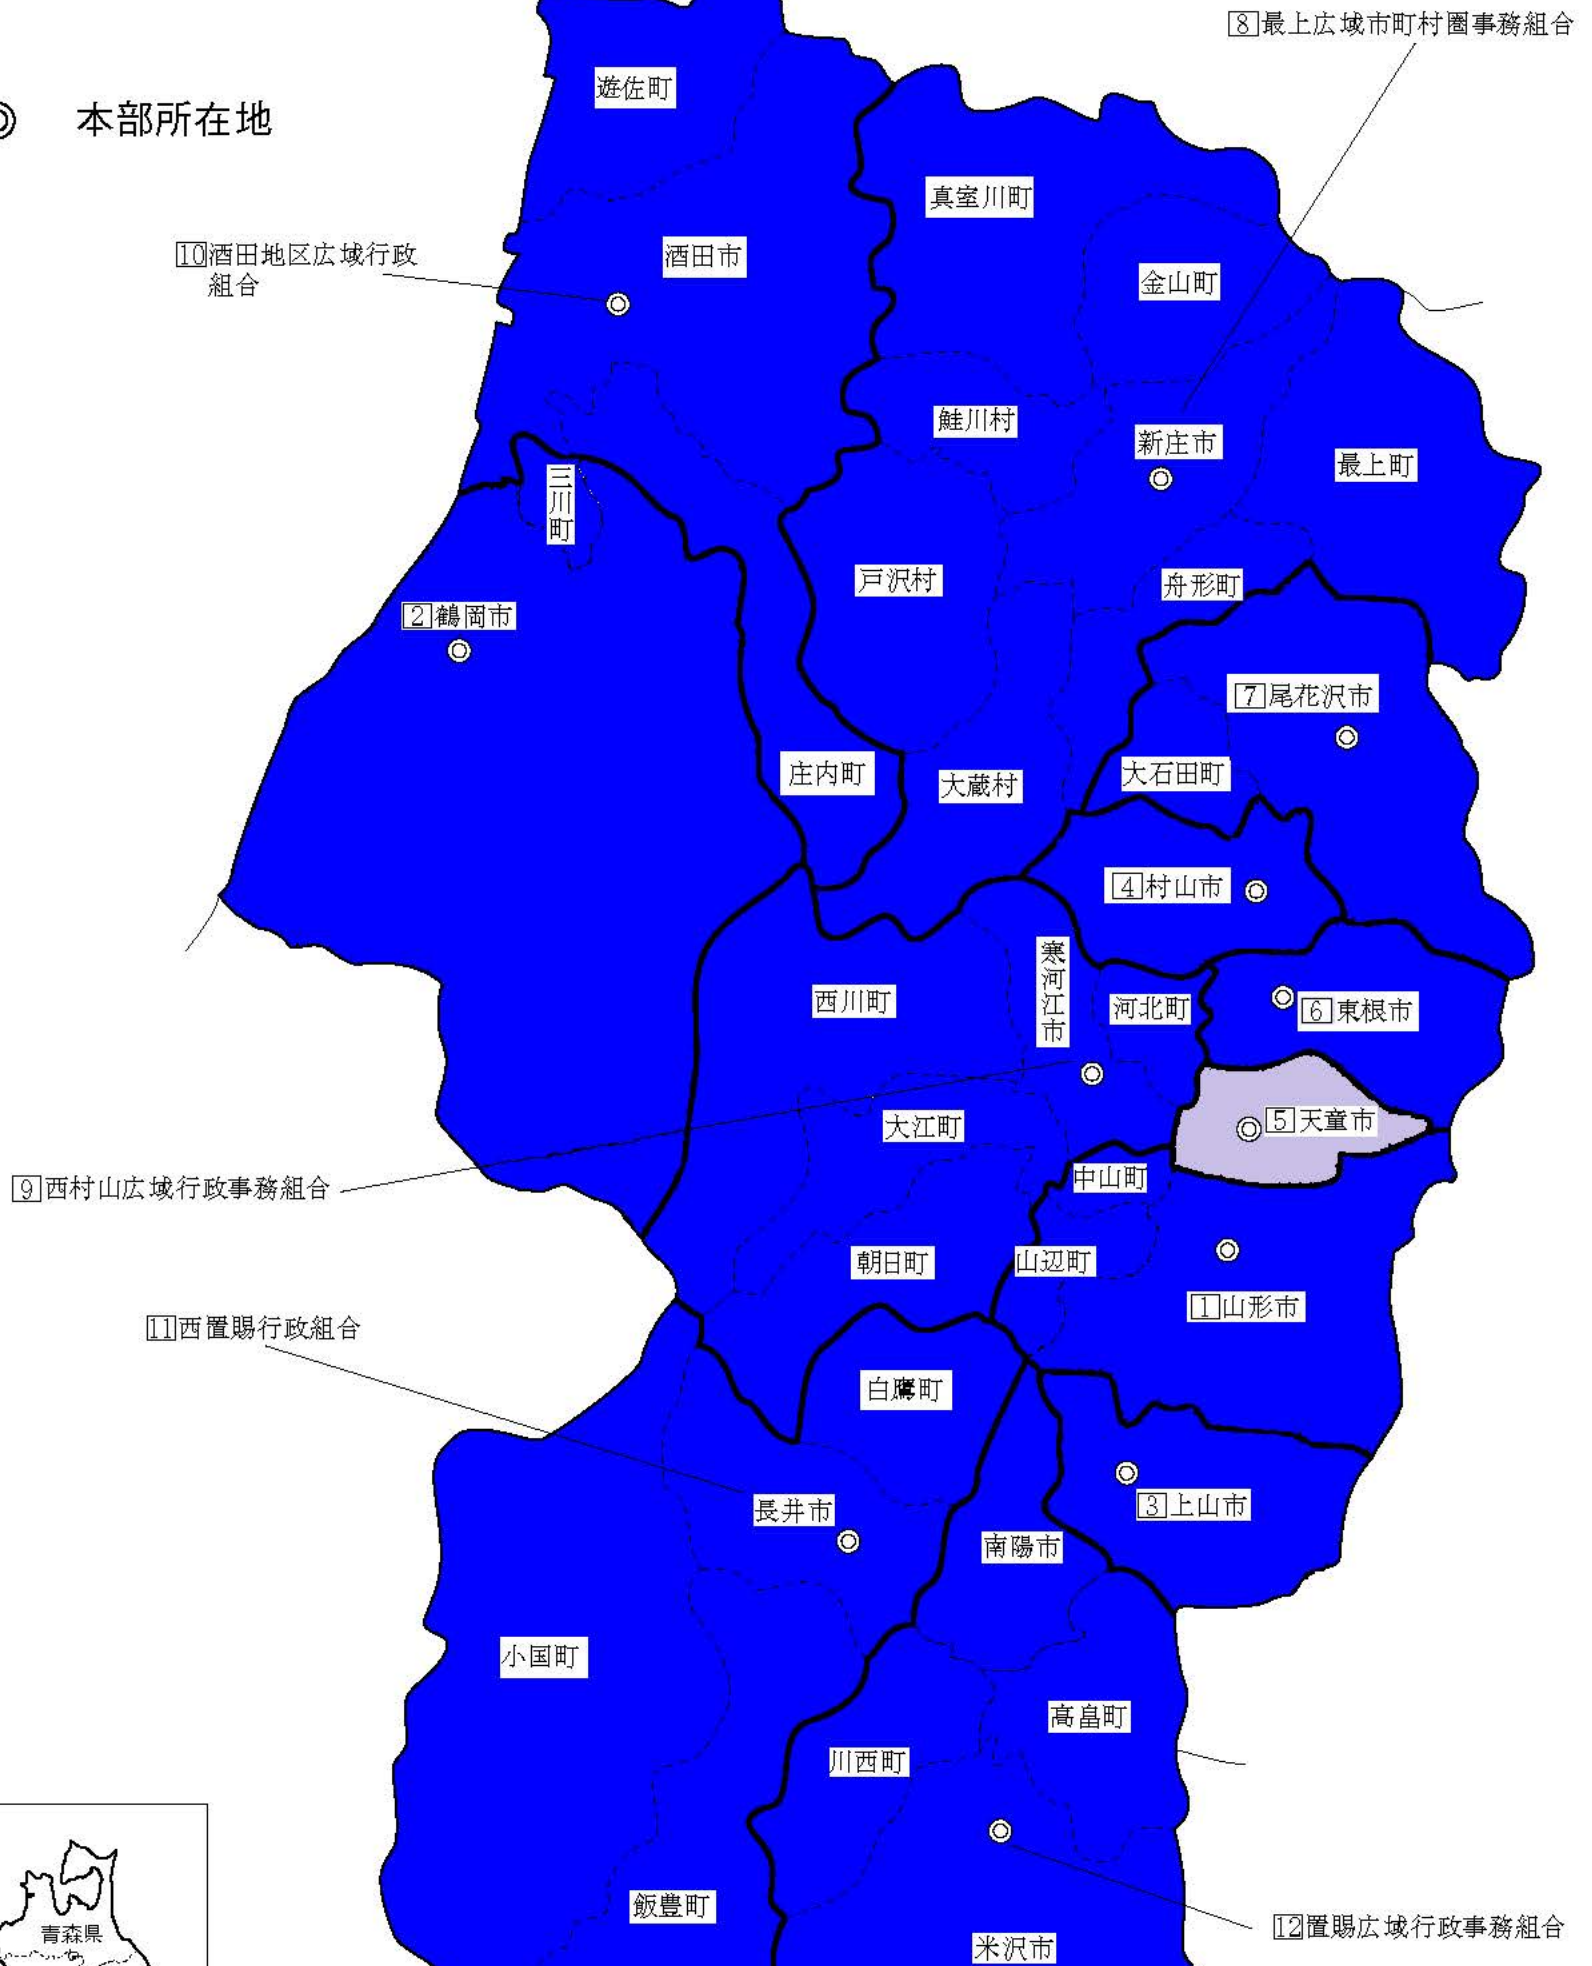 8最上広域市町村圏事務組合
遊佐町
◎ 本部所在地
真室川町
10酒田地区広域行政
組合
酒田市
金山町
鮭川村
新庄市
最上町
三川町
戸沢村
舟形町
2鶴岡市
7尾花沢市
庄内町
大蔵村
大石田町
4村山市
寒河江市
西川町
河北町
6東根市
大江町
5天童市
9西村山広域行政事務組合
中山町
朝日町
山辺町
1山形市
11西置賜行政組合
白鷹町
長井市
3上山市
南陽市
小国町
高畠町
川西町
飯豊町
12置賜広域行政事務組合
青森県
米沢市